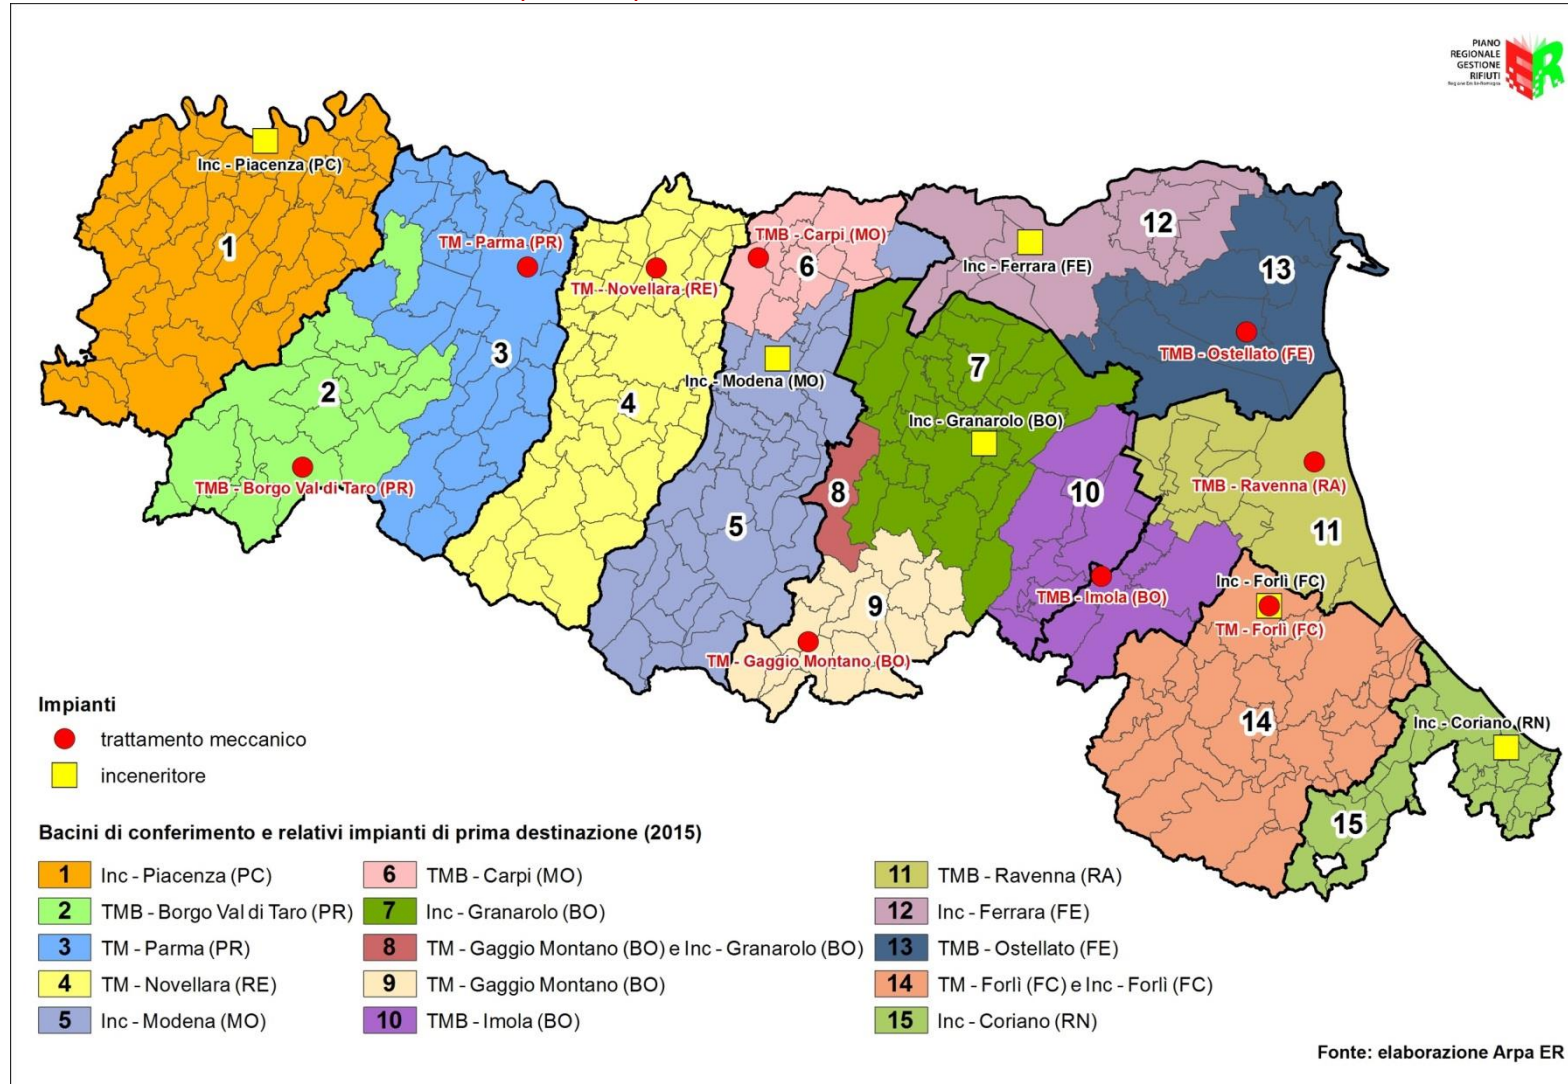 PIANO
REGIONALE
GESTIONE
RIFIUTI
Regione Emilia-Romagna
Inc - Piacenza (PC)
1
TM - Parma (PR)
TM - Novellara (RE)
TMB - Carpi (MO)
6
Inc - Ferrara (FE)
12
13
TMB - Ostellato (FE)
2
3
4
Inc - Modena (MO)
7
Inc - Granarolo (BO)
TMB - Borgo Val di Taro (PR)
5
8
10
TMB - Ravenna (RA)
11
9
TMB - Imola (BO)
Inc - Forlì (FC)
TM - Forlì (FC)
TM - Gaggio Montano (BO)
14
Inc - Coriano (RN)
15
Impianti
trattamento meccanico
inceneritore
Bacini di conferimento e relativi impianti di prima destinazione (2015)
1 Inc - Piacenza (PC)
2 TMB - Borgo Val di Taro (PR)
3 TM - Parma (PR)
4 TM - Novellara (RE)
5 Inc - Modena (MO)
6 TMB - Carpi (MO)
7 Inc - Granarolo (BO)
8 TM - Gaggio Montano (BO) e Inc - Granarolo (BO)
9 TM - Gaggio Montano (BO)
10 TMB - Imola (BO)
11 TMB - Ravenna (RA)
12 Inc - Ferrara (FE)
13 TMB - Ostellato (FE)
14 TM - Forlì (FC) e Inc - Forlì (FC)
15 Inc - Coriano (RN)
Fonte: elaborazione Arpa ER